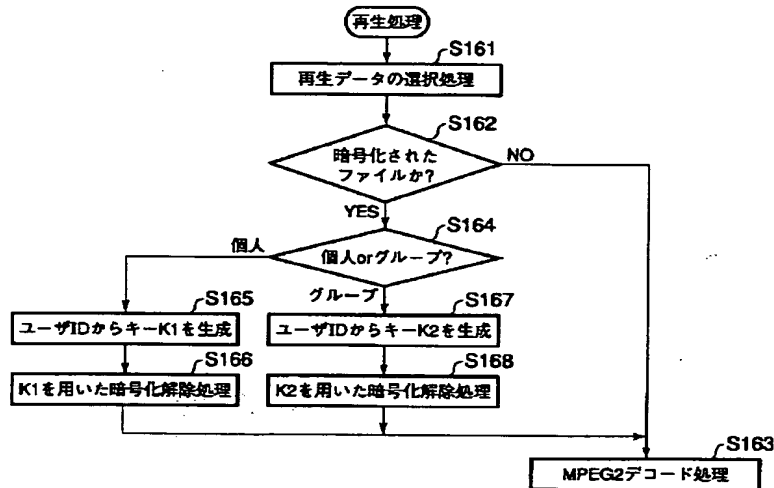 再生処理
S161
再生データの選択処理
S162
暗号化された
ファイルか?
NO
YES
S164
個人
個人orグループ?
グループ
S165
ユーザIDからキーK1を生成
S167
ユーザIDからキーK2を生成
S166
K1を用いた暗号化解除処理
S168
K2を用いた暗号化解除処理
S163
MPEG2デコード処理